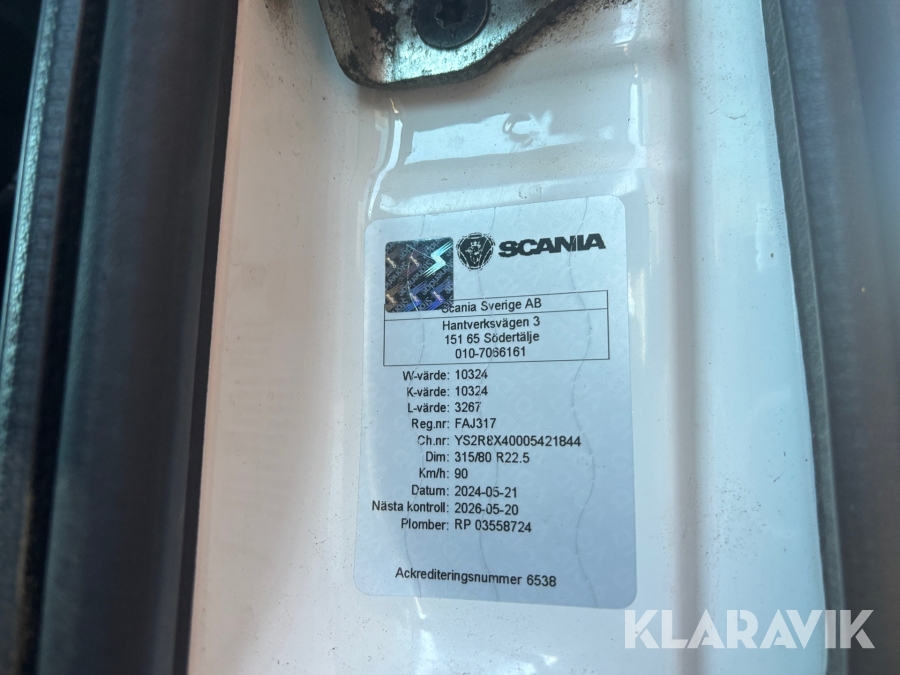 SCANIA
Scania Sverige AB
Hantverksvägen 3
151 65 Södertälje
010-7066161
W-värde: 10324
K-värde: 10324
L-värde: 3267
Reg.nr: FAJ317
Ch.nr: YS2R8X40005421844
Dim: 315/80 R22.5
Km/h: 90
Datum: 2024-05-21
Nästa kontroll: 2026-05-20
Plomber: RP 03558724
Ackrediteringsnummer 6538
KLARAVIK